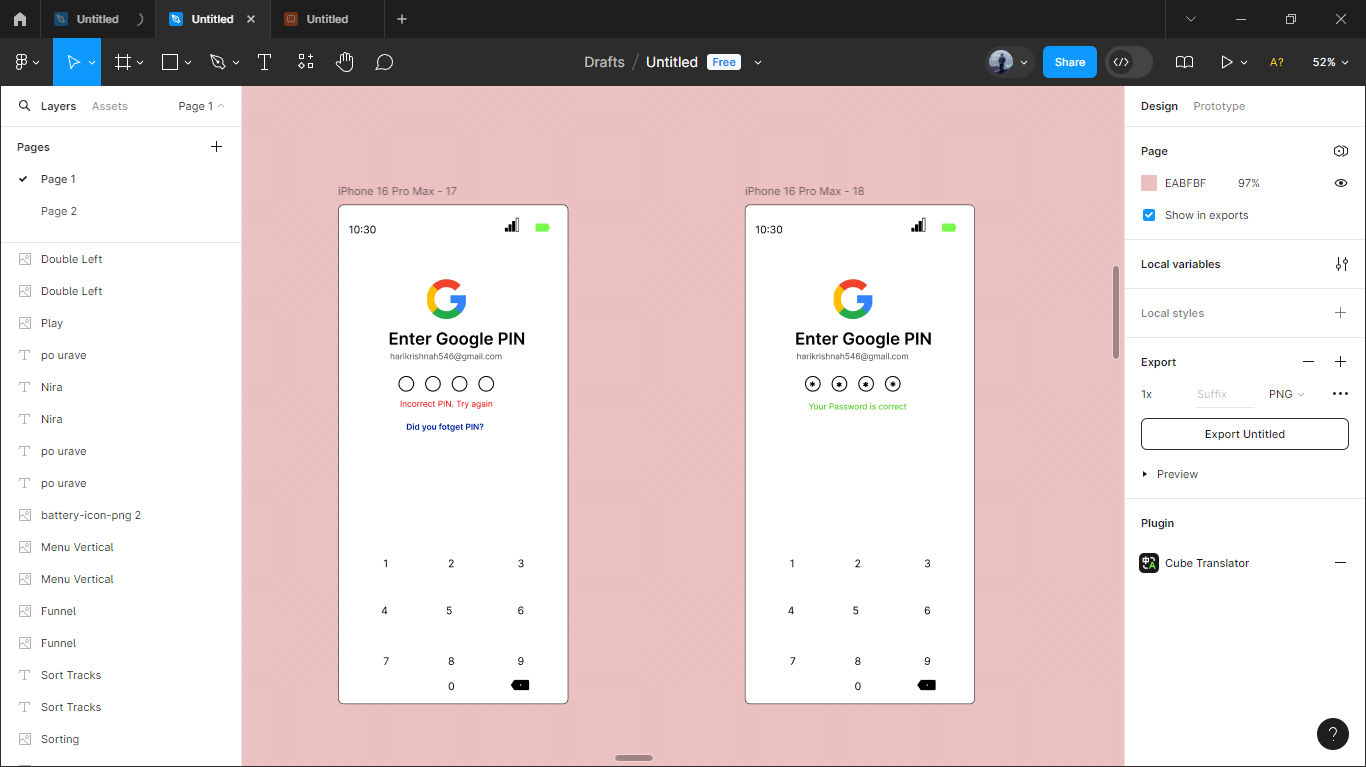 Untitled
Untitled
Untitled
Drafts / Untitled Free
Share
A?
52%
Layers Assets Page 1
Pages
Page 1
Page 2
Double Left
Double Left
Play
po urave
Nira
Nira
po urave
po urave
battery-icon-png 2
Menu Vertical
Menu Vertical
Funnel
Funnel
Sort Tracks
Sort Tracks
Sorting
iPhone 16 Pro Max - 17
10:30
Enter Google PIN
harikrishnah546@gmail.com
Incorrect PIN. Try again
Did you fotget PIN?
1 2 3
4 5 6
7 8 9
0
iPhone 16 Pro Max - 18
10:30
Enter Google PIN
harikrishnah546@gmail.com
Your Password is correct
1 2 3
4 5 6
7 8 9
0
Design Prototype
Page
EABFBF 97%
Show in exports
Local variables
Local styles
Export
1x Suffix PNG
Export Untitled
Preview
Plugin
Cube Translator
?